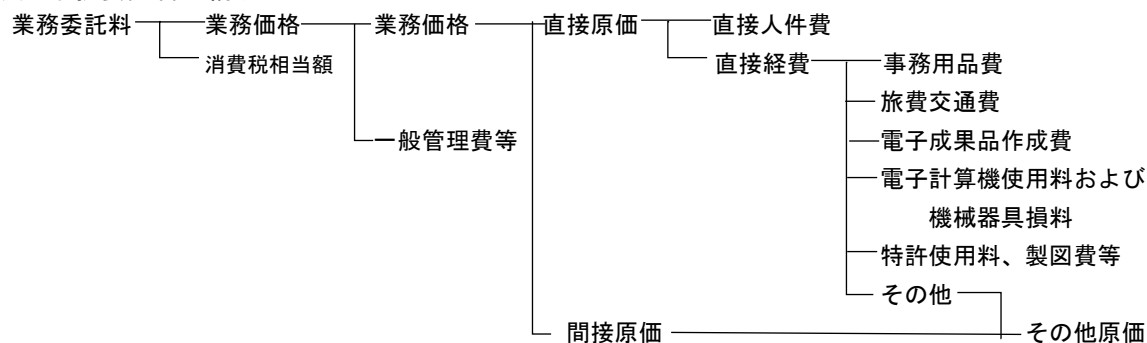 業務委託料 業務価格 業務価格 直接原価 直接人件費
消費税相当額 直接経費 事務用品費
旅費交通費
一般管理費等 電子成果品作成費
電子計算機使用料および
機械器具損料
特許使用料、製図費等
その他
間接原価 その他原価